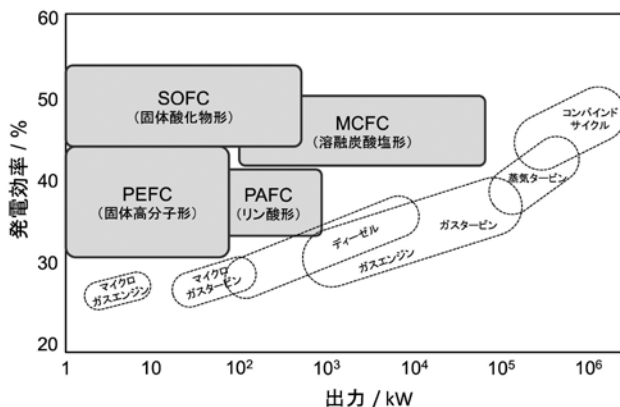 発電効率 / %
60
50
40
30
20
SOFC
(固体酸化物形)
MCFC
(溶融炭酸塩形)
PEFC
(固体高分子形)
PAFC
(リン酸形)
コンバインド
サイクル
蒸気タービン
ディーゼル
ガスタービン
ガスエンジン
マイクロ
ガスタービン
マイクロ
ガスエンジン
1
10
10²
10³
10⁴
10⁵
10⁶
出力 / kW